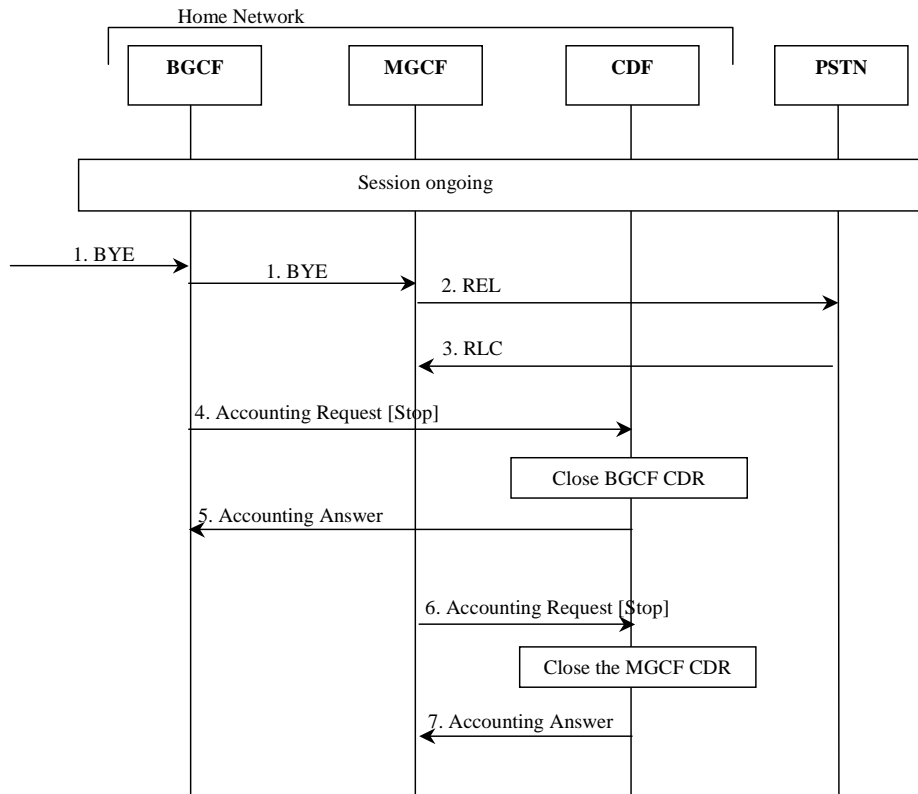 Home Network
BGCF
MGCF
CDF
PSTN
Session ongoing
1. BYE
1. BYE
2. REL
3. RLC
4. Accounting Request [Stop]
Close BGCF CDR
5. Accounting Answer
6. Accounting Request [Stop]
Close the MGCF CDR
7. Accounting Answer